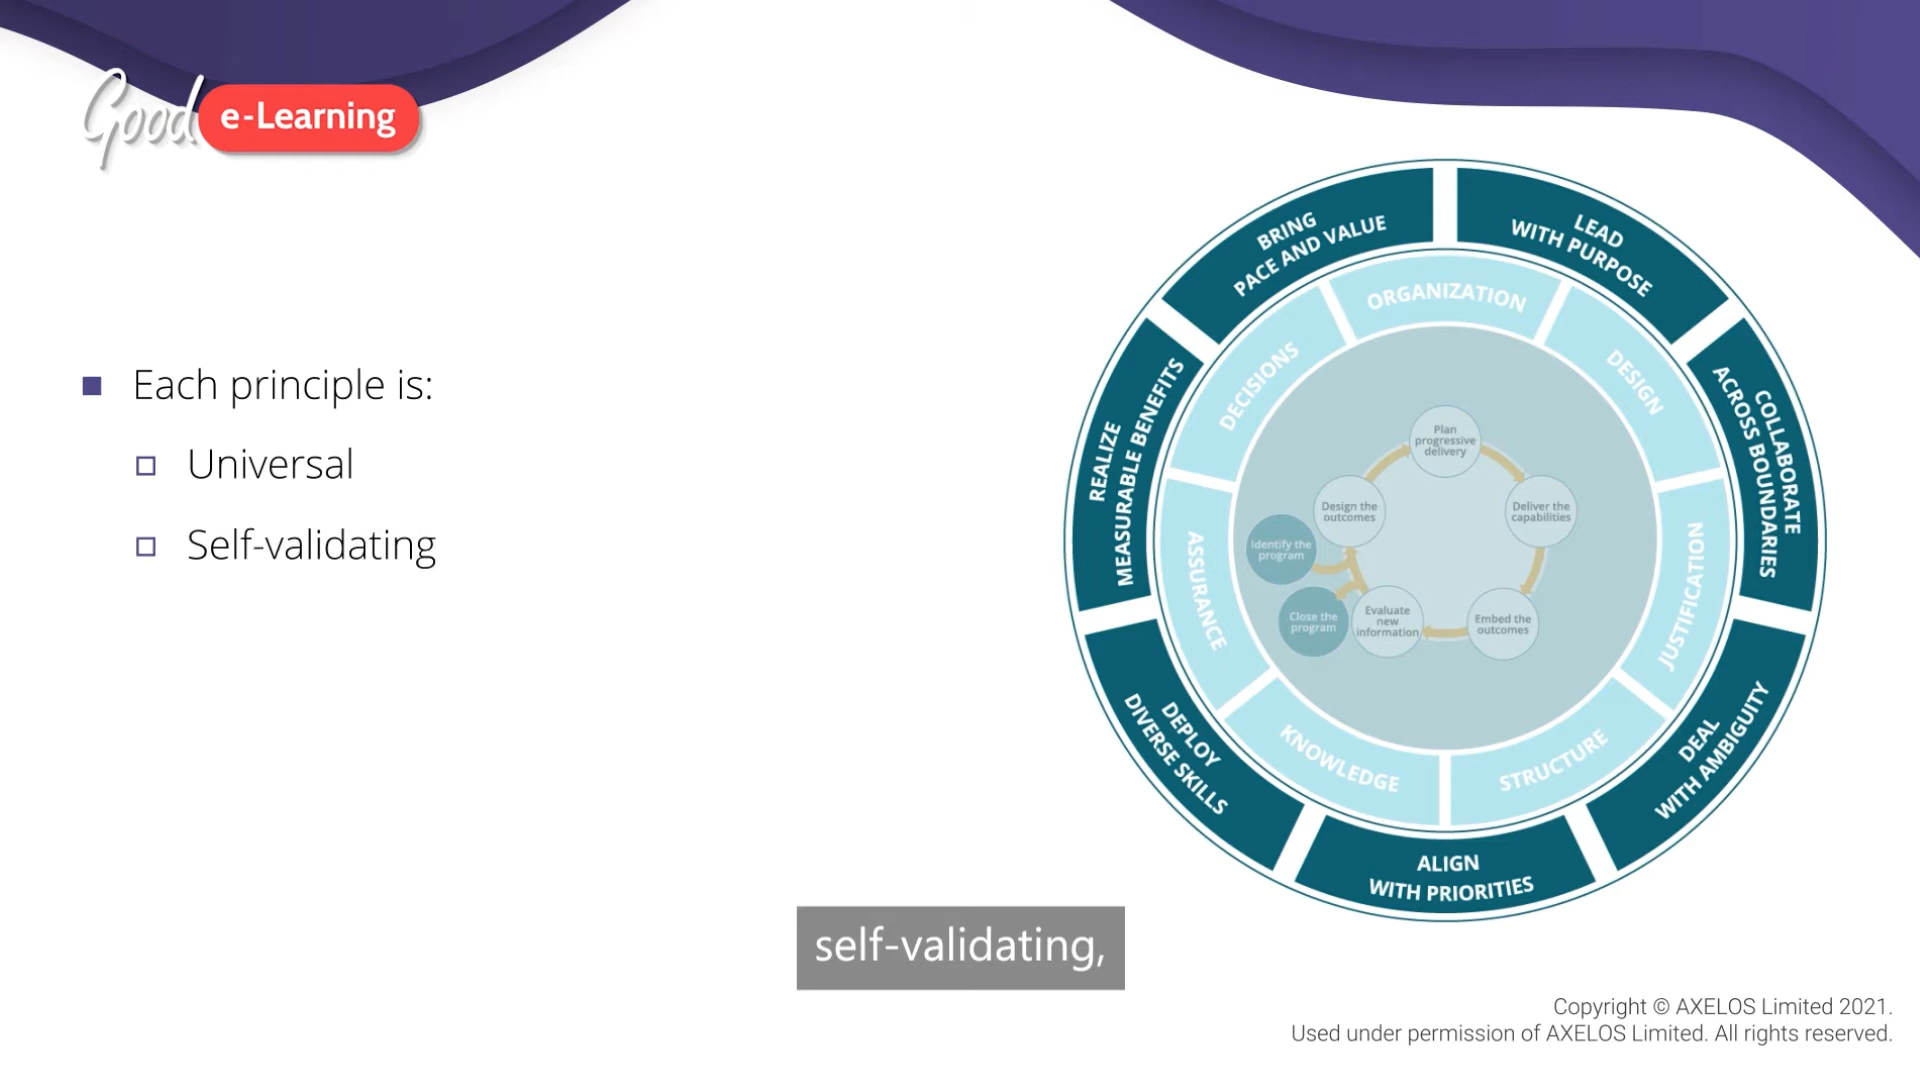 Good e-Learning
Each principle is:
Universal
Self-validating
BRING
PACE AND VALUE
LEAD
WITH PURPOSE
COLLABORATE
ACROSS BOUNDARIES
DEAL
WITH AMBIGUITY
ALIGN
WITH PRIORITIES
DEPLOY
DIVERSE SKILLS
REALIZE
MEASURABLE BENEFITS
ORGANIZATION
DESIGN
JUSTIFICATION
STRUCTURE
KNOWLEDGE
ASSURANCE
DECISIONS
Plan
progressive
delivery
Deliver the
capabilities
Embed the
outcomes
Evaluate
new
information
Close the
program
Identify the
program
Design the
outcomes
self-validating,
Copyright © AXELOS Limited 2021.
Used under permission of AXELOS Limited. All rights reserved.